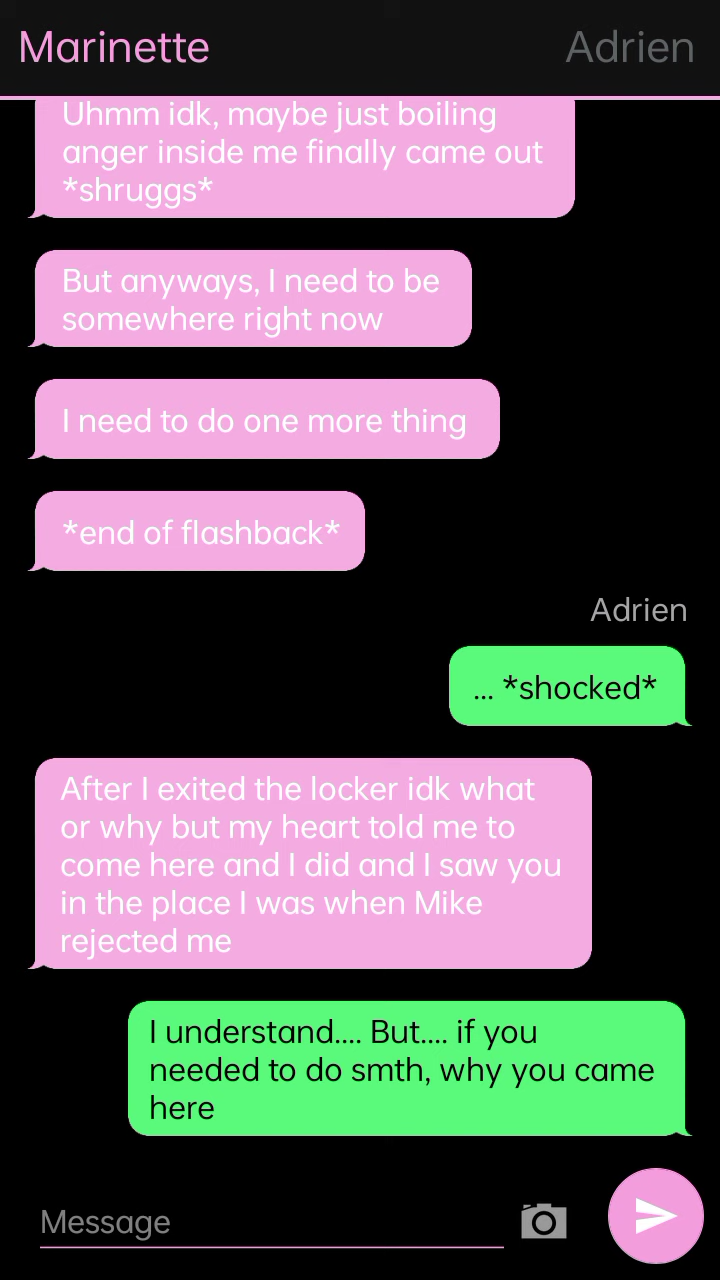 Marinette
Adrien
Uhmm idk, maybe just boiling
anger inside me finally came out
*shruggs*
But anyways, I need to be
somewhere right now
I need to do one more thing
*end of flashback*
Adrien
... *shocked*
After I exited the locker idk what
or why but my heart told me to
come here and I did and I saw you
in the place I was when Mike
rejected me
I understand.... But.... if you
needed to do smth, why you came
here
Message